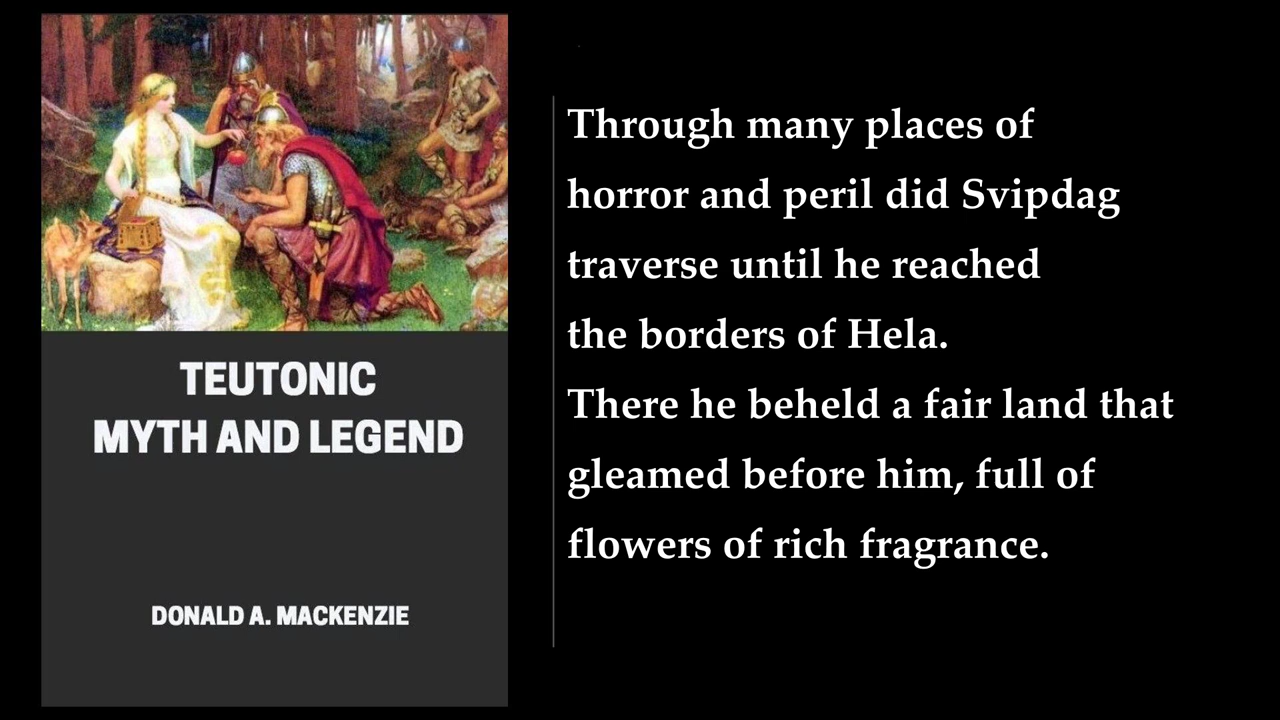 TEUTONIC
MYTH AND LEGEND
DONALD A. MACKENZIE
Through many places of
horror and peril did Svipdag
traverse until he reached
the borders of Hela.
There he beheld a fair land that
gleamed before him, full of
flowers of rich fragrance.